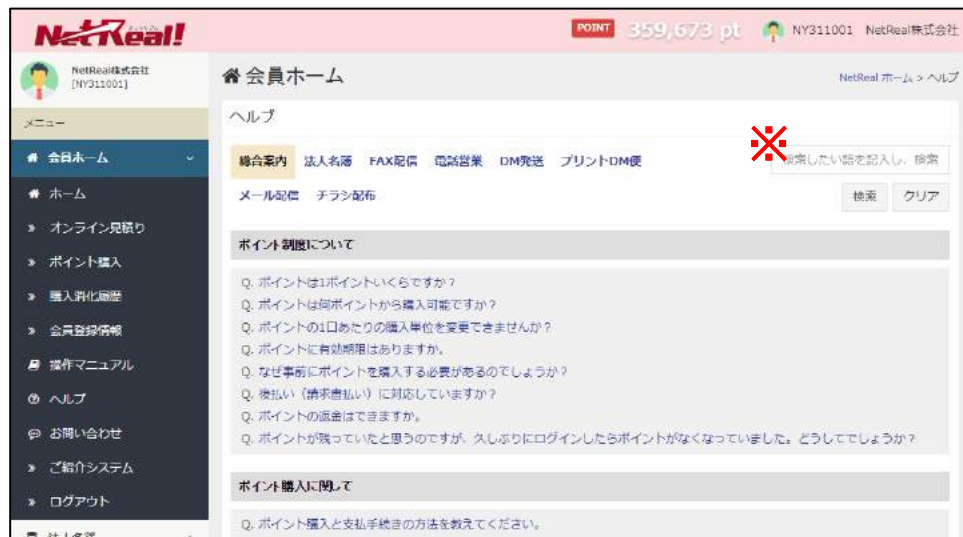 NetReal!
POINT 359,673 pt NY311001 NetReal株式会社
NetReal株式会社
[NY311001]
会員ホーム
NetReal ホーム > ヘルプ
メニュー
ヘルプ
会員ホーム
総合案内 法人名簿 FAX配信 電話営業 DM発送 プリントDM便
※
検索したい語を記入し、検索
ホーム
メール配信 チラシ配布
検索 クリア
オンライン見積り
ポイント制度について
ポイント購入
Q. ポイントは1ポイントいくらですか?
購入消化履歴
Q. ポイントは何ポイントから購入可能ですか?
会員登録情報
Q. ポイントの1口あたりの購入単位を変更できませんか?
Q. ポイントに有効期限はありますか。
操作マニュアル
Q. なぜ事前にポイントを購入する必要があるのでしょうか?
ヘルプ
Q. 後払い(請求書払い)に対応していますか?
Q. ポイントの返金はできますか。
お問い合わせ
Q. ポイントが残っていたと思うのですが、久しぶりにログインしたらポイントがなくなっていました。どうしてでしょうか?
ご紹介システム
ポイント購入に関して
ログアウト
Q. ポイント購入と支払手続きの方法を教えてください。